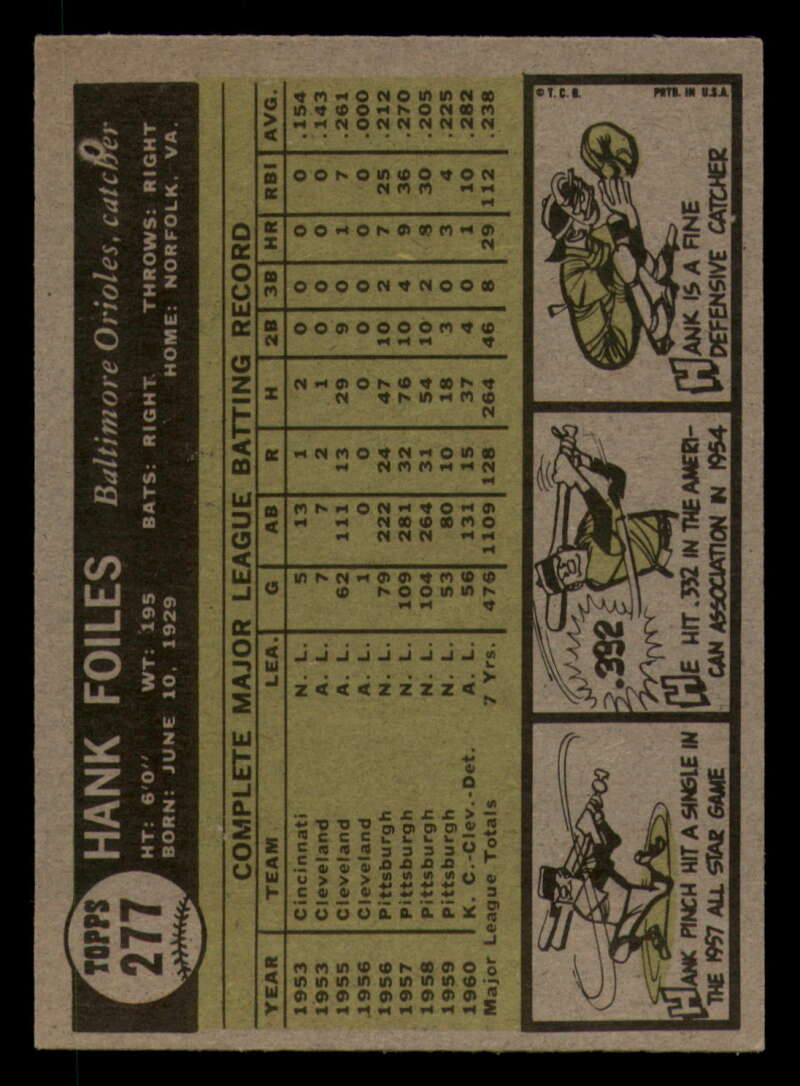 TOPPS
277
HANK FOILES Baltimore Orioles, catcher
HT: 6'0" WT: 195 BATS: RIGHT THROWS: RIGHT
BORN: JUNE 10, 1929 HOME: NORFOLK, VA.
COMPLETE MAJOR LEAGUE BATTING RECORD
YEAR TEAM LEA. G AB R H 2B 3B HR RBI AVG.
1953 Cincinnati N. L. 5 13 1 2 0 0 0 0 .154
1953 Cleveland A. L. 7 7 2 1 0 0 0 0 .143
1955 Cleveland A. L. 62 111 13 29 9 0 1 7 .261
1956 Cleveland A. L. 1 0 0 0 0 0 0 0 .000
1956 Pittsburgh N. L. 79 222 24 47 10 2 7 25 .212
1957 Pittsburgh N. L. 109 281 32 76 10 4 9 36 .270
1958 Pittsburgh N. L. 104 264 31 54 10 2 8 30 .205
1959 Pittsburgh N. L. 53 80 10 18 3 0 3 4 .225
1960 K. C.-Clev.-Det. A. L. 56 131 15 37 4 0 1 10 .282
Major League Totals 7 Yrs. 476 1109 128 264 46 8 29 112 .238
HANK PINCH HIT A SINGLE IN
THE 1957 ALL STAR GAME
.392
HE HIT .332 IN THE AMERI-
CAN ASSOCIATION IN 1954
© T. C. G. PRTD. IN U.S.A.
HANK IS A FINE
DEFENSIVE CATCHER